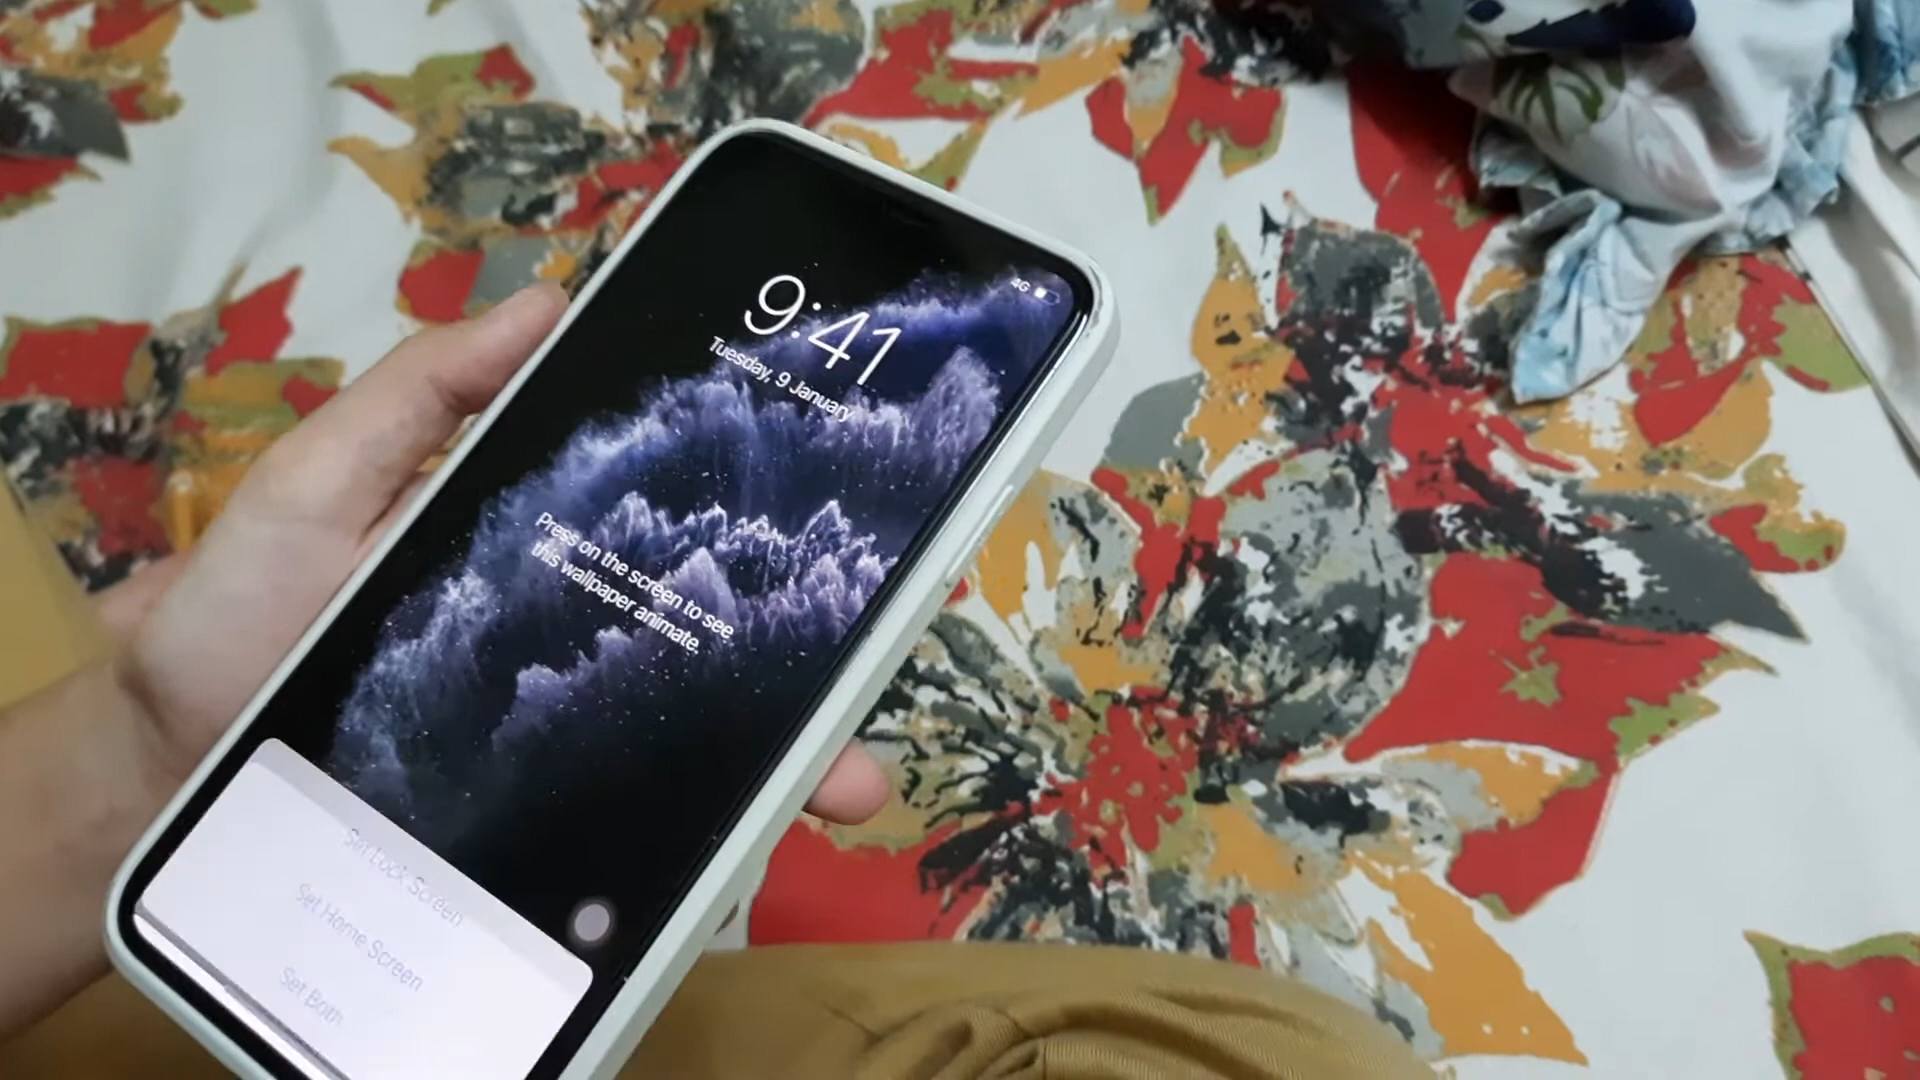 4G
9:41
Tuesday, 9 January
Press on the screen to see
this wallpaper animate.
Set Lock Screen
Set Home Screen
Set Both